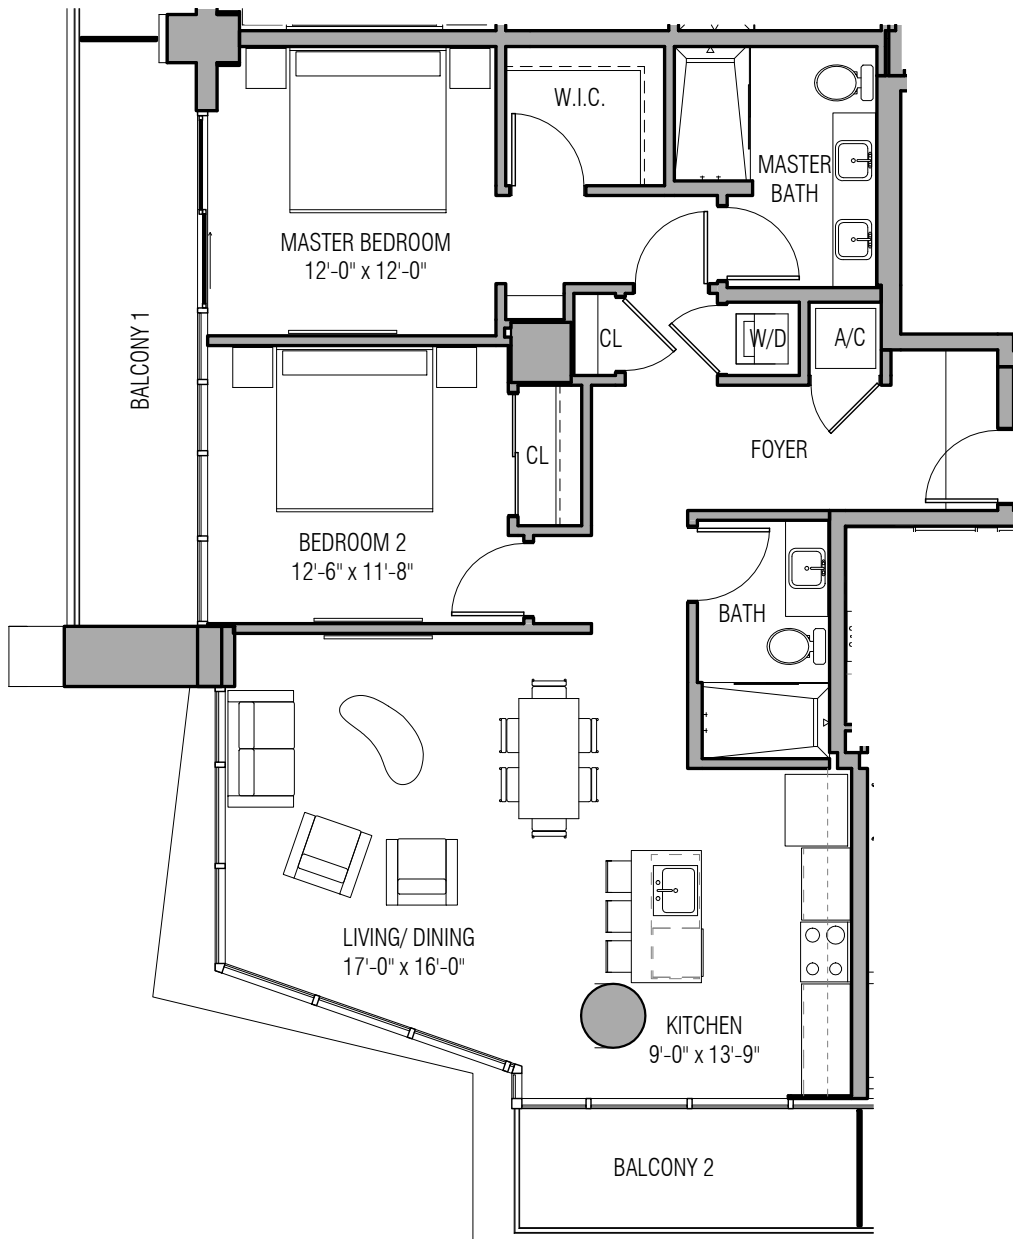 W.I.C.
MASTER
BATH
MASTER BEDROOM
12'-0" x 12'-0"
BALCONY 1
CL
W/D
A/C
FOYER
CL
BEDROOM 2
12'-6" x 11'-8"
BATH
LIVING/ DINING
17'-0" x 16'-0"
KITCHEN
9'-0" x 13'-9"
BALCONY 2